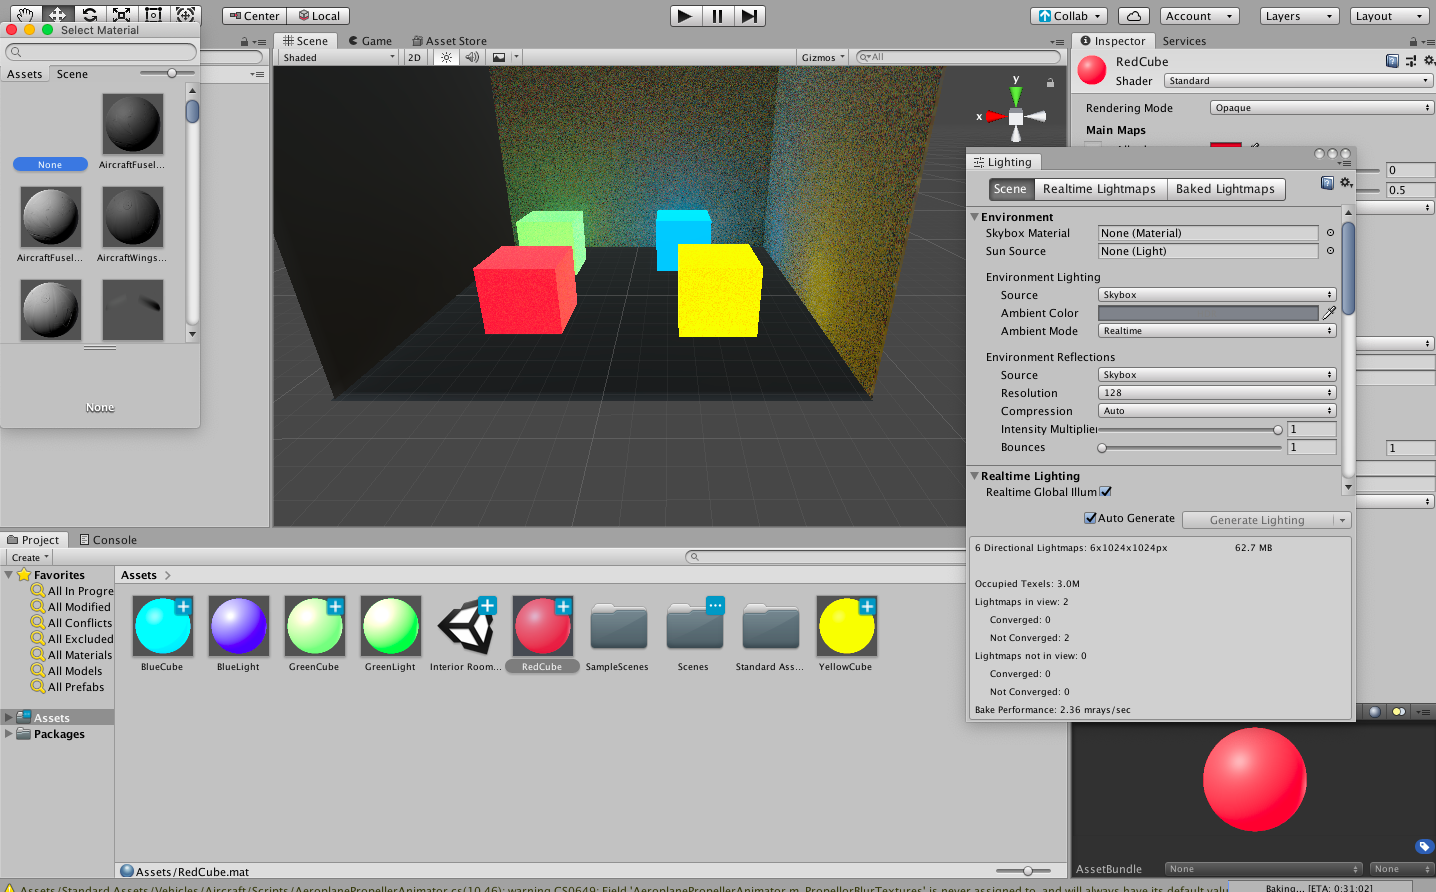 Center Local
Collab
Account
Layers
Layout
Select Material
Assets Scene
None
AircraftFusel...
AircraftFusel...
AircraftWings...
None
Scene Game Asset Store
Shaded
2D
Gizmos
All
y
x
Inspector Services
RedCube
Shader Standard
Rendering Mode Opaque
Main Maps
0
0.5
1
Lighting
Scene Realtime Lightmaps Baked Lightmaps
Environment
Skybox Material None (Material)
Sun Source None (Light)
Environment Lighting
Source Skybox
Ambient Color
Ambient Mode Realtime
Environment Reflections
Source Skybox
Resolution 128
Compression Auto
Intensity Multiplier 1
Bounces 1
Realtime Lighting
Realtime Global Illum
Auto Generate Generate Lighting
6 Directional Lightmaps: 6x1024x1024px 62.7 MB
Occupied Texels: 3.0M
Lightmaps in view: 2
Converged: 0
Not Converged: 2
Lightmaps not in view: 0
Converged: 0
Not Converged: 0
Bake Performance: 2.36 mrays/sec
Project Console
Create
Favorites
All In Progre
All Modified
All Conflicts
All Excluded
All Materials
All Models
All Prefabs
Assets
Packages
Assets
BlueCube
BlueLight
GreenCube
GreenLight
Interior Room...
RedCube
SampleScenes
Scenes
Standard Ass...
YellowCube
Assets/RedCube.mat
AssetBundle None None
Assets/Standard Assets/Vehicles/Aircraft/Scripts/AeroplanePropellerAnimator.cs(10,46): warning CS0649: Field 'AeroplanePropellerAnimator.m_PropellorBlurTextures' is never assigned to, and will always have its default valu
Baking... [ETA: 0:31:02]